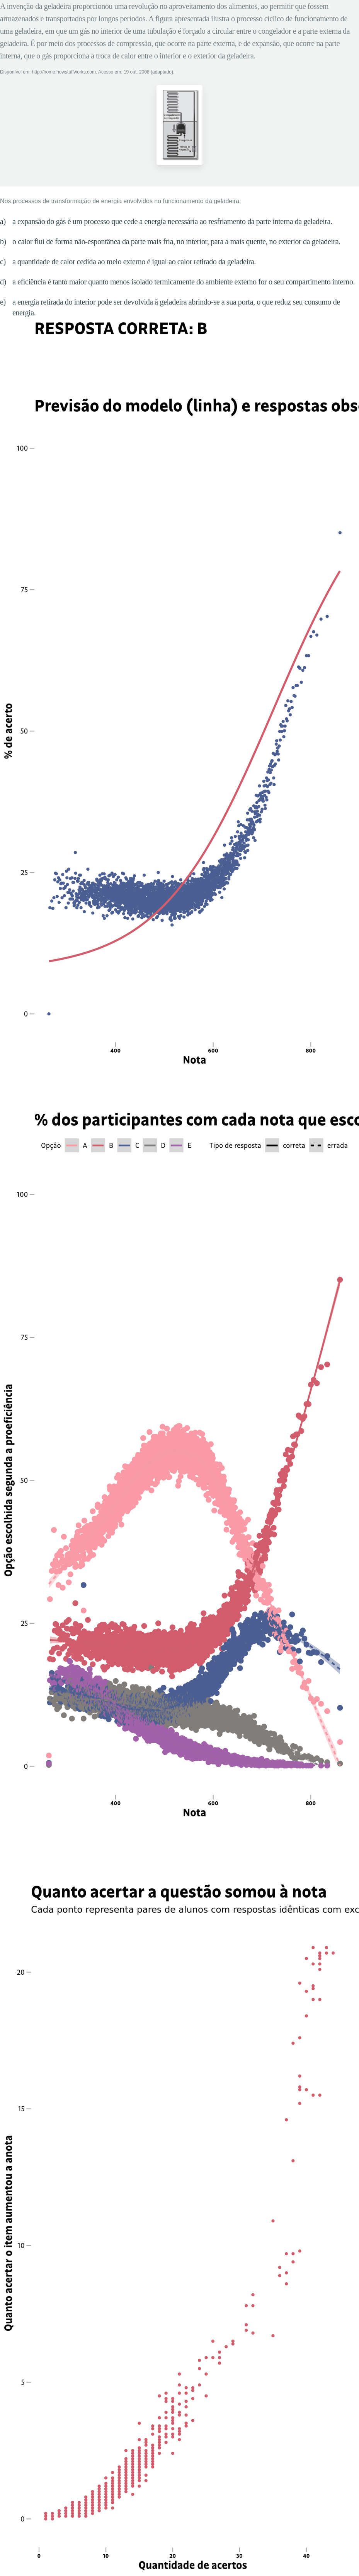 A invenção da geladeira proporcionou uma revolução no aproveitamento dos alimentos, ao permitir que fossem
armazenados e transportados por longos períodos. A figura apresentada ilustra o processo cíclico de funcionamento de
uma geladeira, em que um gás no interior de uma tubulação é forçado a circular entre o congelador e a parte externa da
geladeira. É por meio dos processos de compressão, que ocorre na parte externa, e de expansão, que ocorre na parte
interna, que o gás proporciona a troca de calor entre o interior e o exterior da geladeira.
Disponível em: http://home.howstuffworks.com. Acesso em: 19 out. 2008 (adaptado).
Nos processos de transformação de energia envolvidos no funcionamento da geladeira,
a) a expansão do gás é um processo que cede a energia necessária ao resfriamento da parte interna da geladeira.
b) o calor flui de forma não-espontânea da parte mais fria, no interior, para a mais quente, no exterior da geladeira.
c) a quantidade de calor cedido ao meio externo é igual ao calor retirado da geladeira.
d) a eficiência é tanto maior quanto menos isolado termicamente do ambiente externo for o seu compartimento interno.
e) a energia retirada do interior pode ser devolvida à geladeira abrindo-se a sua porta, o que reduz seu consumo de
energia.
RESPOSTA CORRETA: B
Previsão do modelo (linha) e respostas obs
100
75
50
25
0
% de acerto
400 600 800
Nota
% dos participantes com cada nota que esco
Opção A B C D E Tipo de resposta correta errada
100
75
50
25
0
Opção escolhida segunda a proeficiência
400 600 800
Nota
Quanto acertar a questão somou à nota
Cada ponto representa pares de alunos com respostas idênticas com exc
20
15
10
5
0
Quanto acertar o item aumentou a anota
0 10 20 30 40
Quantidade de acertos